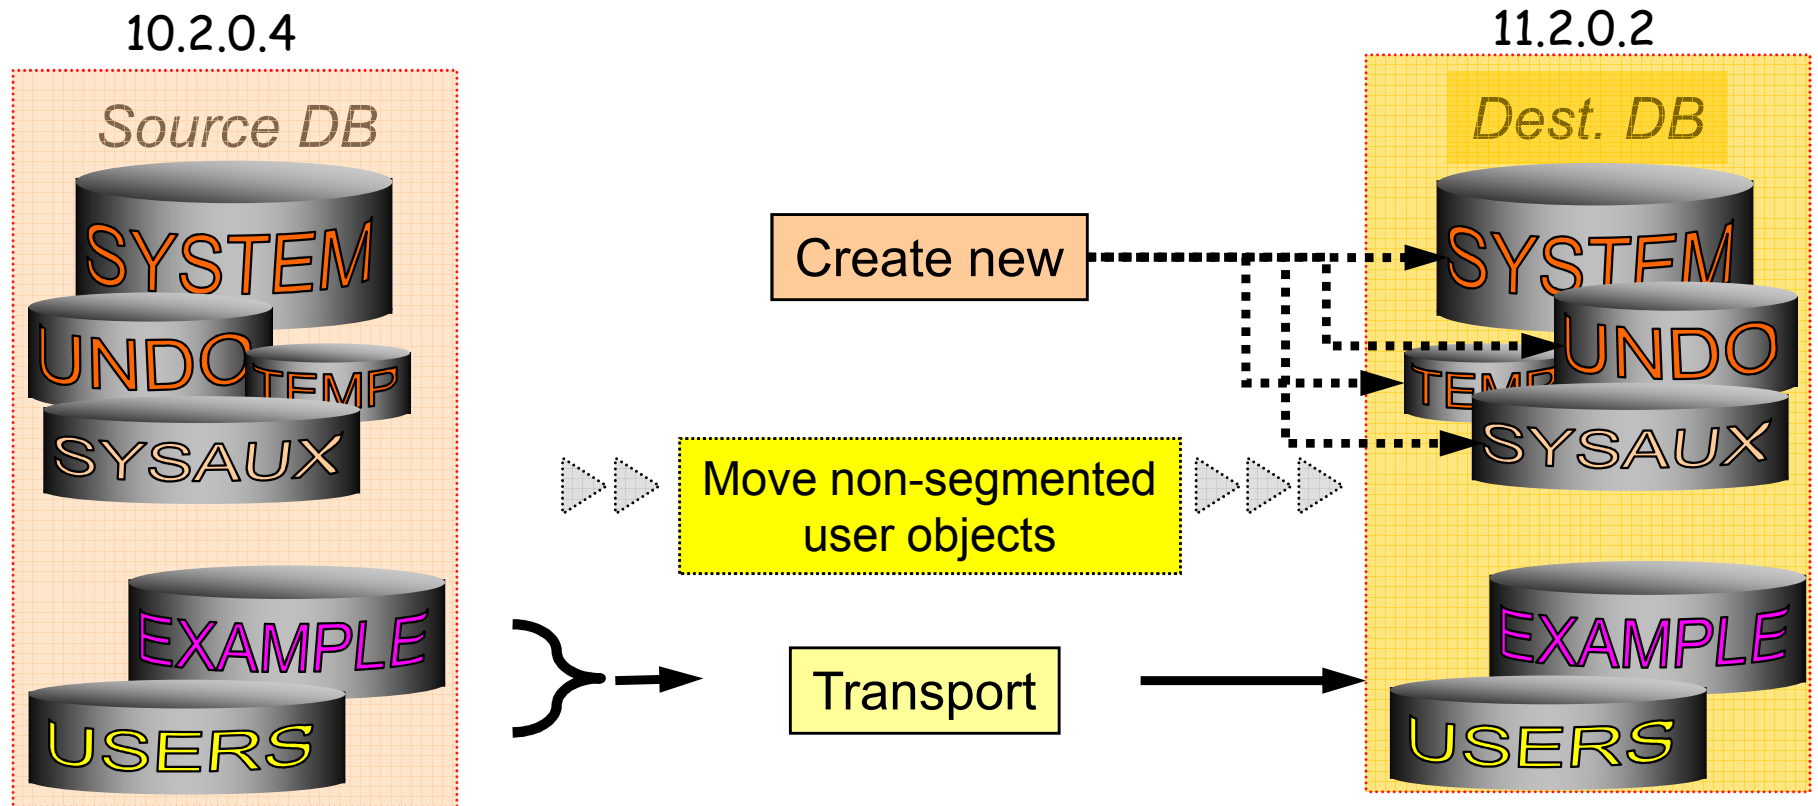 10.2.0.4
Source DB
SYSTEM
UNDO
TEMP
SYSAUX
EXAMPLE
USERS
Create new
Move non-segmented
user objects
Transport
11.2.0.2
Dest. DB
SYSTEM
UNDO
TEMP
SYSAUX
EXAMPLE
USERS